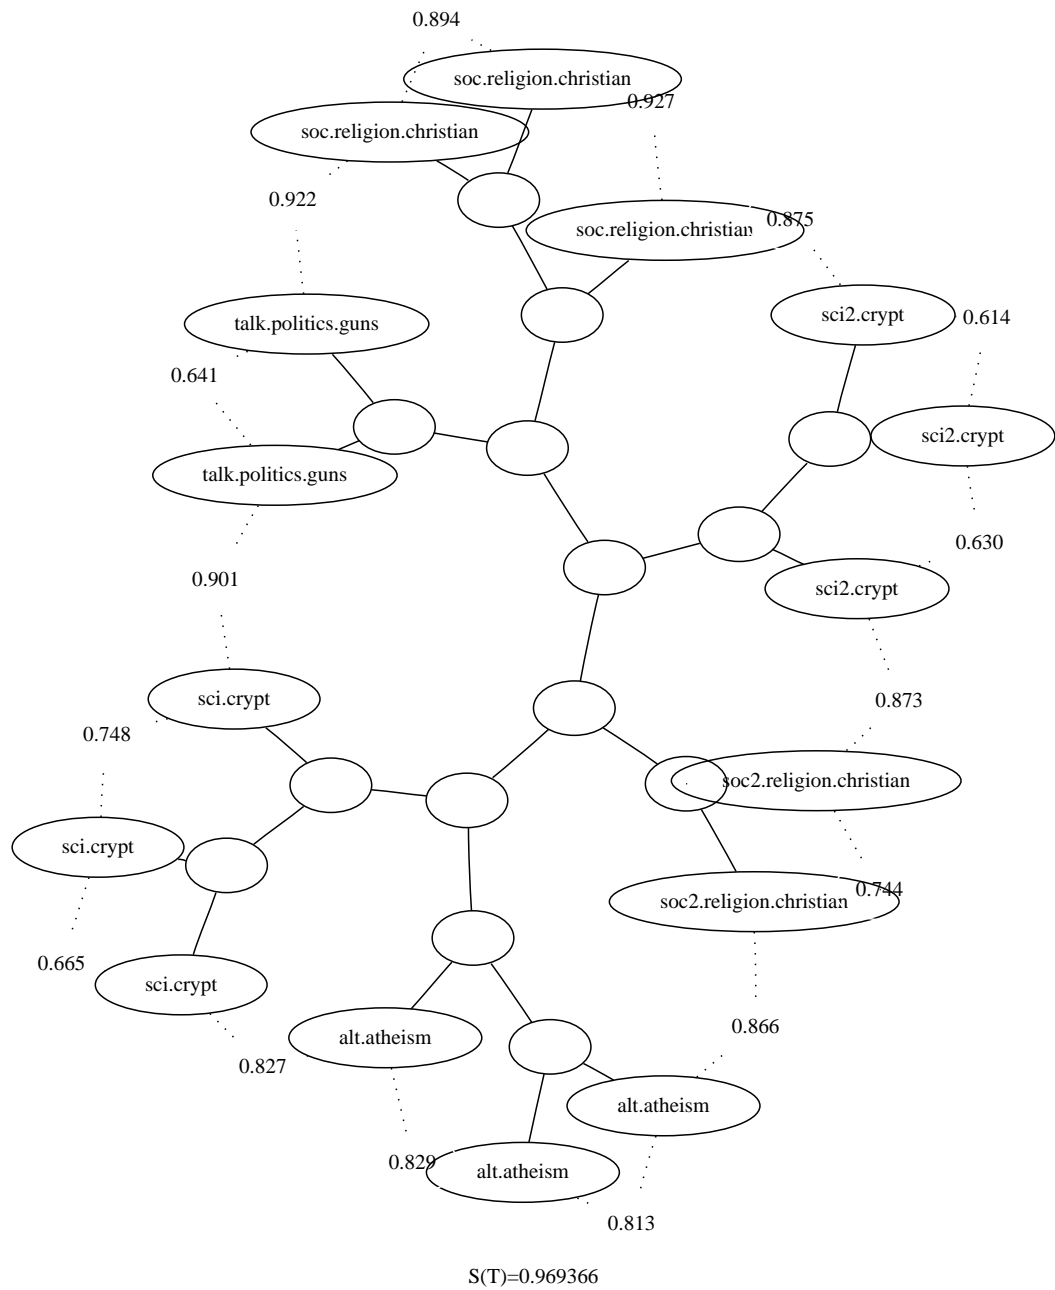 0.894
soc.religion.christian
0.927
soc.religion.christian
0.922
soc.religion.christian
0.875
talk.politics.guns
sci2.crypt
0.614
0.641
sci2.crypt
talk.politics.guns
0.630
0.901
sci2.crypt
sci.crypt
0.873
0.748
soc2.religion.christian
sci.crypt
0.744
soc2.religion.christian
0.665
sci.crypt
0.866
alt.atheism
0.827
alt.atheism
0.829
alt.atheism
0.813
S(T)=0.969366